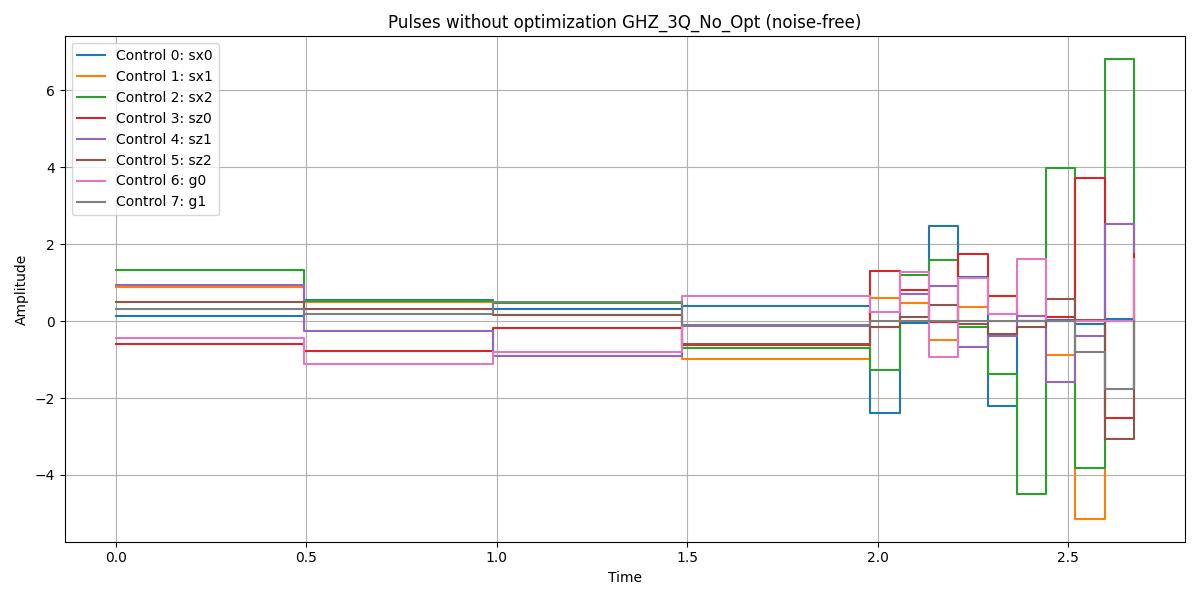 Pulses without optimization GHZ_3Q_No_Opt (noise-free)
Control 0: sx0
Control 1: sx1
Control 2: sx2
Control 3: sz0
Control 4: sz1
Control 5: sz2
Control 6: g0
Control 7: g1
Amplitude
6
4
2
0
−2
−4
0.0 0.5 1.0 1.5 2.0 2.5
Time